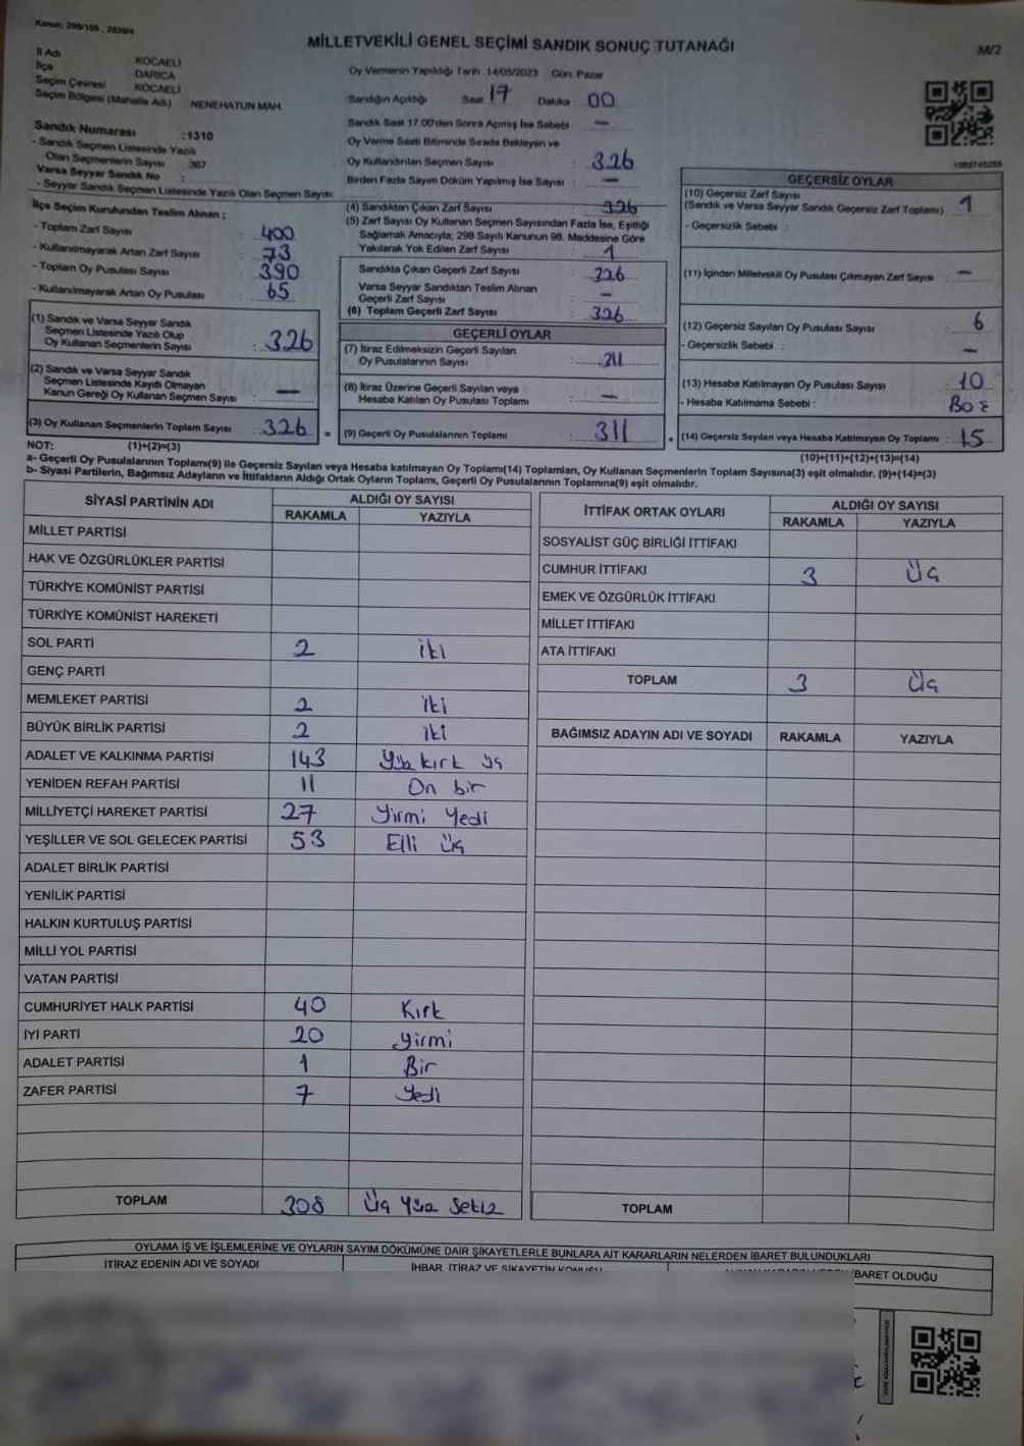 Kanun: 298/105, 2839/4
MİLLETVEKİLİ GENEL SEÇİMİ SANDIK SONUÇ TUTANAĞI
M/2
İl Adı KOCAELİ
İlçe DARICA
Seçim Çevresi KOCAELİ
Seçim Bölgesi (Mahalle Adı) NENEHATUN MAH.
Sandık Numarası :1310
- Sandık Seçmen Listesinde Yazılı
Olan Seçmenlerin Sayısı 367
Varsa Seyyar Sandık No :
- Seyyar Sandık Seçmen Listesinde Yazılı Olan Seçmen Sayısı
İlçe Seçim Kurulundan Teslim Alınan ;
- Toplam Zarf Sayısı : 400
- Kullanılmayarak Artan Zarf Sayısı : 73
- Toplam Oy Pusulası Sayısı : 390
- Kullanılmayarak Artan Oy Pusulası : 65
(1) Sandık ve Varsa Seyyar Sandık
Seçmen Listesinde Yazılı Olup
Oy Kullanan Seçmenlerin Sayısı : 326
(2) Sandık ve Varsa Seyyar Sandık
Seçmen Listesinde Kaydı Olmayan
Kanun Gereği Oy Kullanan Seçmen Sayısı : —
(3) Oy Kullanan Seçmenlerin Toplam Sayısı : 326
Oy Vermenin Yapıldığı Tarih 14/05/2023 Gün: Pazar
Sandığın Açıldığı Saat 17 Dakika 00
Sandık Saat 17.00'den Sonra Açılmış İse Sebebi —
Oy Verme Saati Bitiminde Sırada Bekleyen ve
Oy Kullandırılan Seçmen Sayısı : 326
Birden Fazla Sayım Döküm Yapılmış İse Sayısı : —
(4) Sandıktan Çıkan Zarf Sayısı : 326
(5) Zarf Sayısı Oy Kullanan Seçmen Sayısından Fazla İse, Eşitliği
Sağlamak Amacıyla, 298 Sayılı Kanunun 98. Maddesine Göre
Yakılarak Yok Edilen Zarf Sayısı : 1
Sandıkta Çıkan Geçerli Zarf Sayısı : 326
Varsa Seyyar Sandıktan Teslim Alınan
Geçerli Zarf Sayısı : —
(6) Toplam Geçerli Zarf Sayısı : 326
GEÇERLİ OYLAR
(7) İtiraz Edilmeksizin Geçerli Sayılan
Oy Pusulalarının Sayısı : 311
(8) İtiraz Üzerine Geçerli Sayılan veya
Hesaba Katılan Oy Pusulası Toplamı : —
(9) Geçerli Oy Pusulalarının Toplamı : 311
GEÇERSİZ OYLAR
(10) Geçersiz Zarf Sayısı
(Sandık ve Varsa Seyyar Sandık Geçersiz Zarf Toplamı) : 1
- Geçersizlik Sebebi :
(11) İçinden Milletvekili Oy Pusulası Çıkmayan Zarf Sayısı : —
(12) Geçersiz Sayılan Oy Pusulası Sayısı : 6
- Geçersizlik Sebebi : —
(13) Hesaba Katılmayan Oy Pusulası Sayısı : 10
- Hesaba Katılmama Sebebi :
(14) Geçersiz Sayılan veya Hesaba Katılmayan Oy Toplamı : 15
NOT: (1)+(2)=(3)
(10)+(11)+(12)+(13)=(14)
a- Geçerli Oy Pusulalarının Toplamı(9) ile Geçersiz Sayılan veya Hesaba katılmayan Oy Toplamı(14) Toplamları, Oy Kullanan Seçmenlerin Toplam Sayısına(3) eşit olmalıdır. (9)+(14)=(3)
b- Siyasi Partilerin, Bağımsız Adayların ve İttifakların Aldığı Ortak Oyların Toplamı, Geçerli Oy Pusulalarının Toplamına(9) eşit olmalıdır.
SİYASİ PARTİNİN ADI ALDIĞI OY SAYISI
RAKAMLA YAZIYLA
MİLLET PARTİSİ
HAK VE ÖZGÜRLÜKLER PARTİSİ
TÜRKİYE KOMÜNİST PARTİSİ
TÜRKİYE KOMÜNİST HAREKETİ
SOL PARTİ 2 iki
GENÇ PARTİ
MEMLEKET PARTİSİ 2 iki
BÜYÜK BİRLİK PARTİSİ 2 iki
ADALET VE KALKINMA PARTİSİ 143 Yüz kırk üç
YENİDEN REFAH PARTİSİ 11 On bir
MİLLİYETÇİ HAREKET PARTİSİ 27 Yirmi Yedi
YEŞİLLER VE SOL GELECEK PARTİSİ 53 Elli üç
ADALET BİRLİK PARTİSİ
YENİLİK PARTİSİ
HALKIN KURTULUŞ PARTİSİ
MİLLİ YOL PARTİSİ
VATAN PARTİSİ
CUMHURİYET HALK PARTİSİ 40 Kırk
İYİ PARTİ 20 Yirmi
ADALET PARTİSİ 1 Bir
ZAFER PARTİSİ 7 Yedi
TOPLAM 308 Üç Yüz Sekiz
İTTİFAK ORTAK OYLARI ALDIĞI OY SAYISI
RAKAMLA YAZIYLA
SOSYALİST GÜÇ BİRLİĞİ İTTİFAKI
CUMHUR İTTİFAKI 3 Üç
EMEK VE ÖZGÜRLÜK İTTİFAKI
MİLLET İTTİFAKI
ATA İTTİFAKI
TOPLAM 3 Üç
BAĞIMSIZ ADAYIN ADI VE SOYADI RAKAMLA YAZIYLA
TOPLAM
OYLAMA İŞ VE İŞLEMLERİNE VE OYLARIN SAYIM DÖKÜMÜNE DAİR ŞİKAYETLERLE BUNLARA AİT KARARLARIN NELERDEN İBARET BULUNDUKLARI
İTİRAZ EDENİN ADI VE SOYADI
İHBAR, İTİRAZ VE ŞİKAYETİN KONUSU
İBARET OLDUĞU